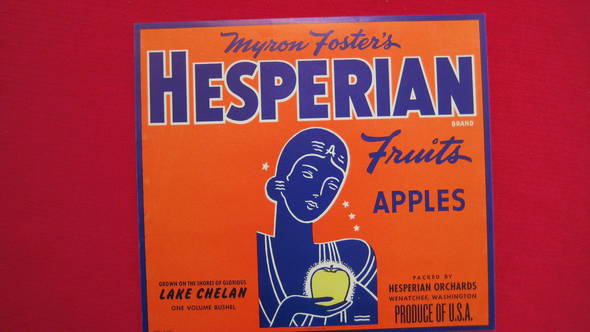 Myron Foster's
HESPERIAN
BRAND
Fruits
APPLES
A
GROWN ON THE SHORES OF GLORIOUS
LAKE CHELAN
ONE VOLUME BUSHEL
PACKED BY
HESPERIAN ORCHARDS
WENATCHEE, WASHINGTON
PRODUCE OF U.S.A.